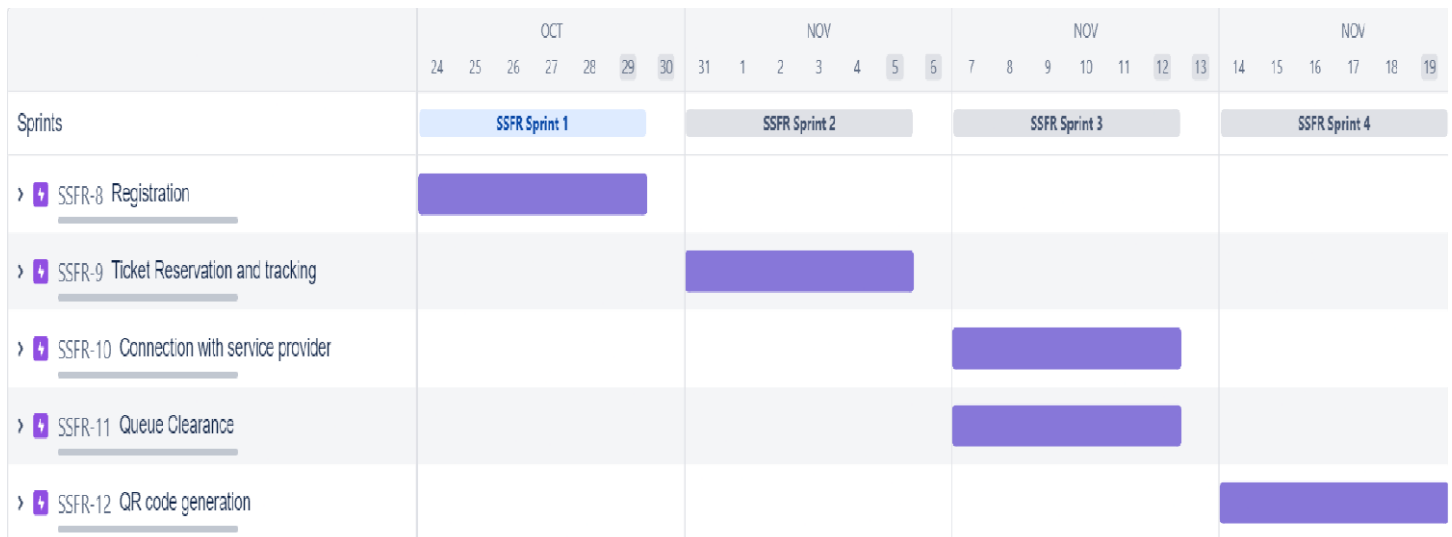 OCT NOV NOV NOV
24 25 26 27 28 29 30 31 1 2 3 4 5 6 7 8 9 10 11 12 13 14 15 16 17 18 19
Sprints SSFR Sprint 1 SSFR Sprint 2 SSFR Sprint 3 SSFR Sprint 4
SSFR-8 Registration
SSFR-9 Ticket Reservation and tracking
SSFR-10 Connection with service provider
SSFR-11 Queue Clearance
SSFR-12 QR code generation